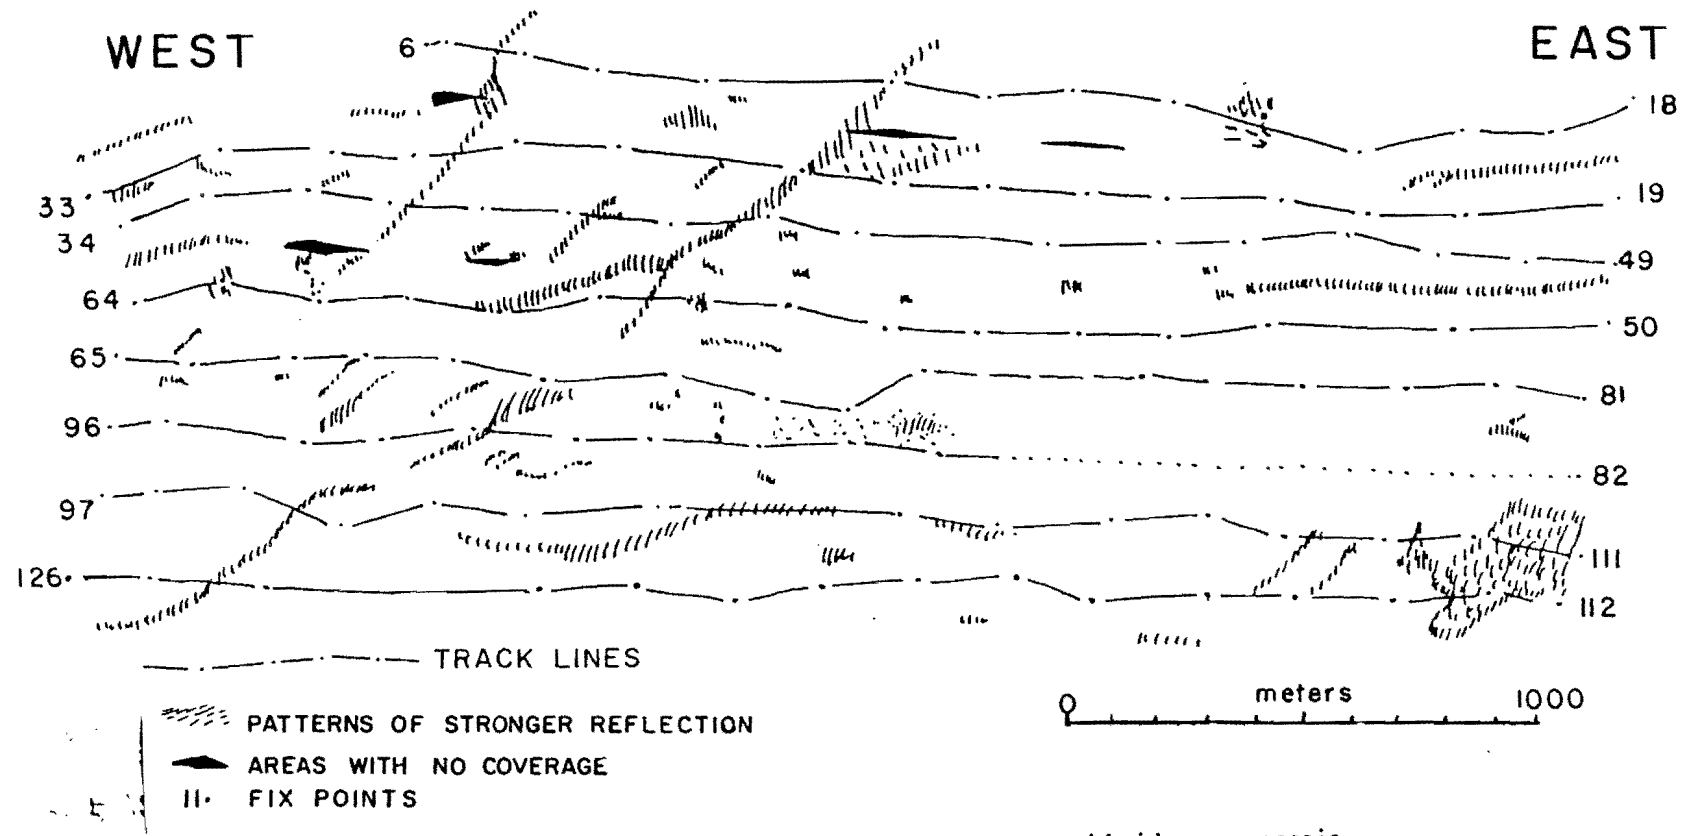 WEST
6
EAST
18
33
19
34
49
64
50
65
81
96
82
97
111
126
112
TRACK LINES
meters
0 1000
PATTERNS OF STRONGER REFLECTION
AREAS WITH NO COVERAGE
11. FIX POINTS